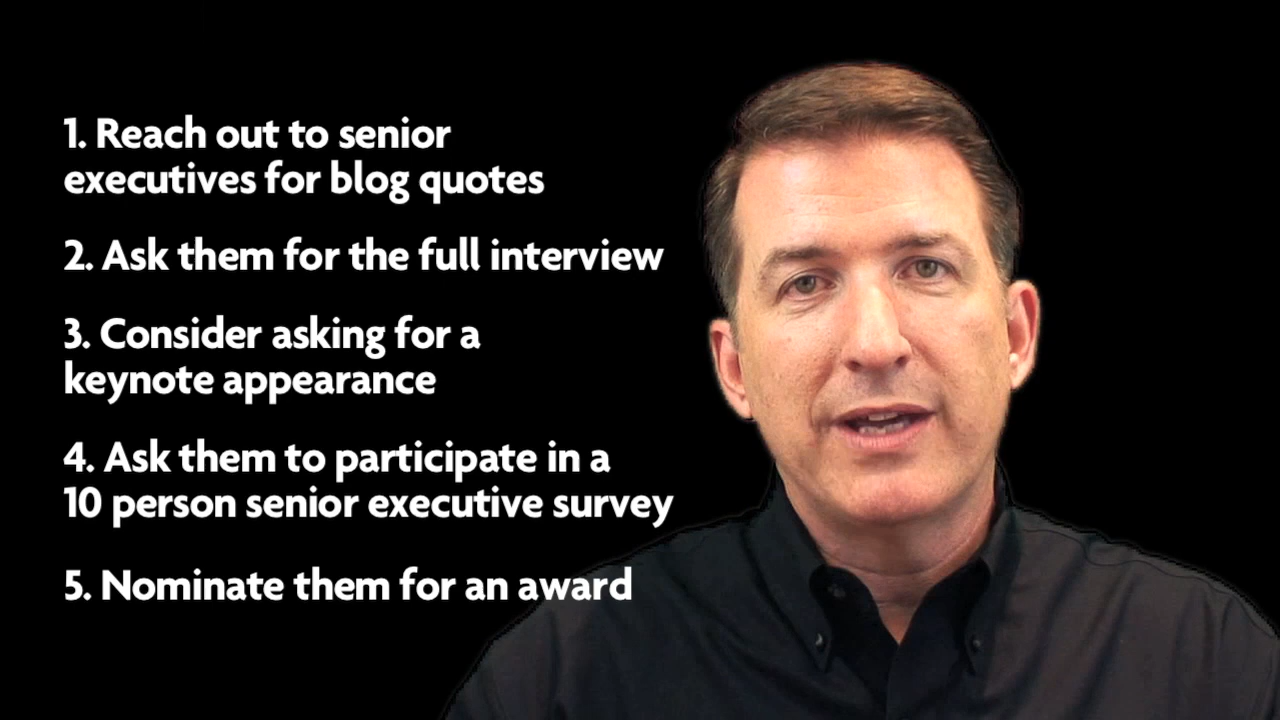 1. Reach out to senior
executives for blog quotes
2. Ask them for the full interview
3. Consider asking for a
keynote appearance
4. Ask them to participate in a
10 person senior executive survey
5. Nominate them for an award